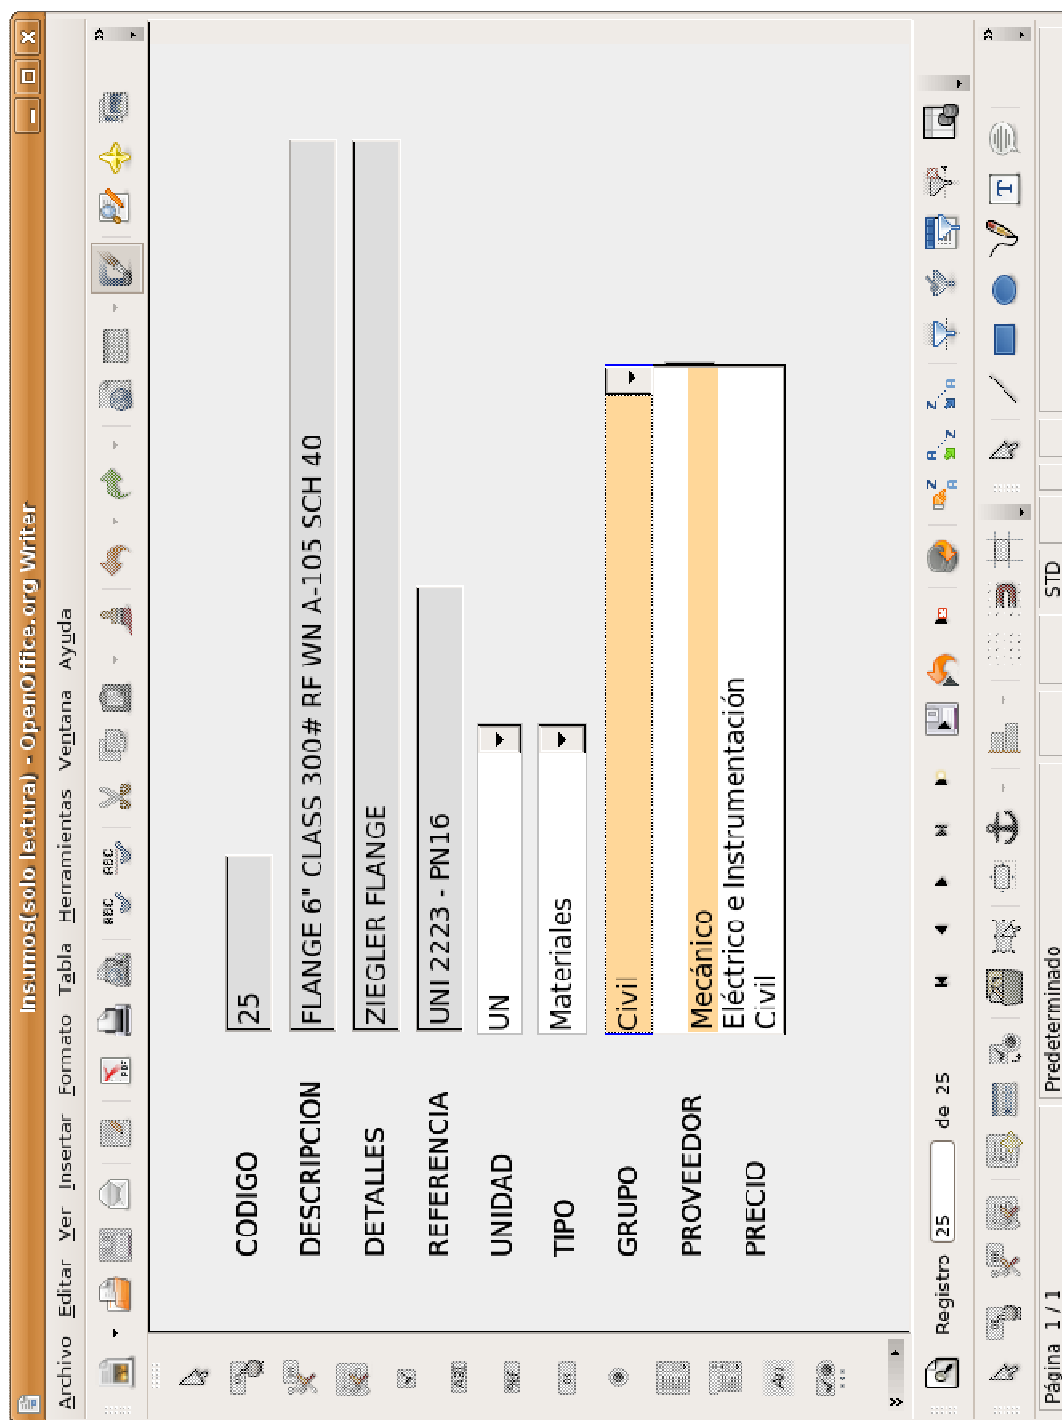 Insumos(solo lectura) - OpenOffice.org Writer
Archivo Editar Ver Insertar Formato Tabla Herramientas Ventana Ayuda
CODIGO 25
DESCRIPCION FLANGE 6" CLASS 300# RF WN A-105 SCH 40
DETALLES ZIEGLER FLANGE
REFERENCIA UNI 2223 - PN16
UNIDAD UN
TIPO Materiales
GRUPO Civil
PROVEEDOR Mecánico
Eléctrico e Instrumentación
PRECIO Civil
Registro 25 de 25
Página 1 / 1 Predeterminado STD